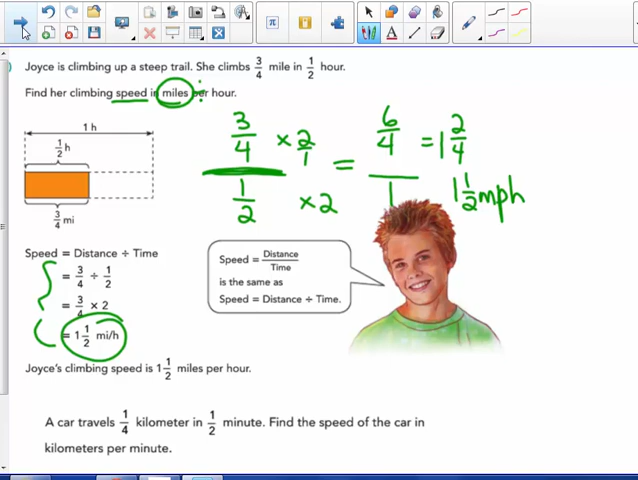 Joyce is climbing up a steep trail. She climbs 3/4 mile in 1/2 hour.
Find her climbing speed in miles per hour.
1 h
1/2 h
3/4 mi
3/4 × 2/1 = 6/4 = 1 2/4
1/2 × 2 1 1 1/2 mph
Speed = Distance ÷ Time
= 3/4 ÷ 1/2
= 3/4 × 2
= 1 1/2 mi/h
Speed = Distance/Time
is the same as
Speed = Distance ÷ Time.
Joyce's climbing speed is 1 1/2 miles per hour.
A car travels 1/4 kilometer in 1/2 minute. Find the speed of the car in
kilometers per minute.